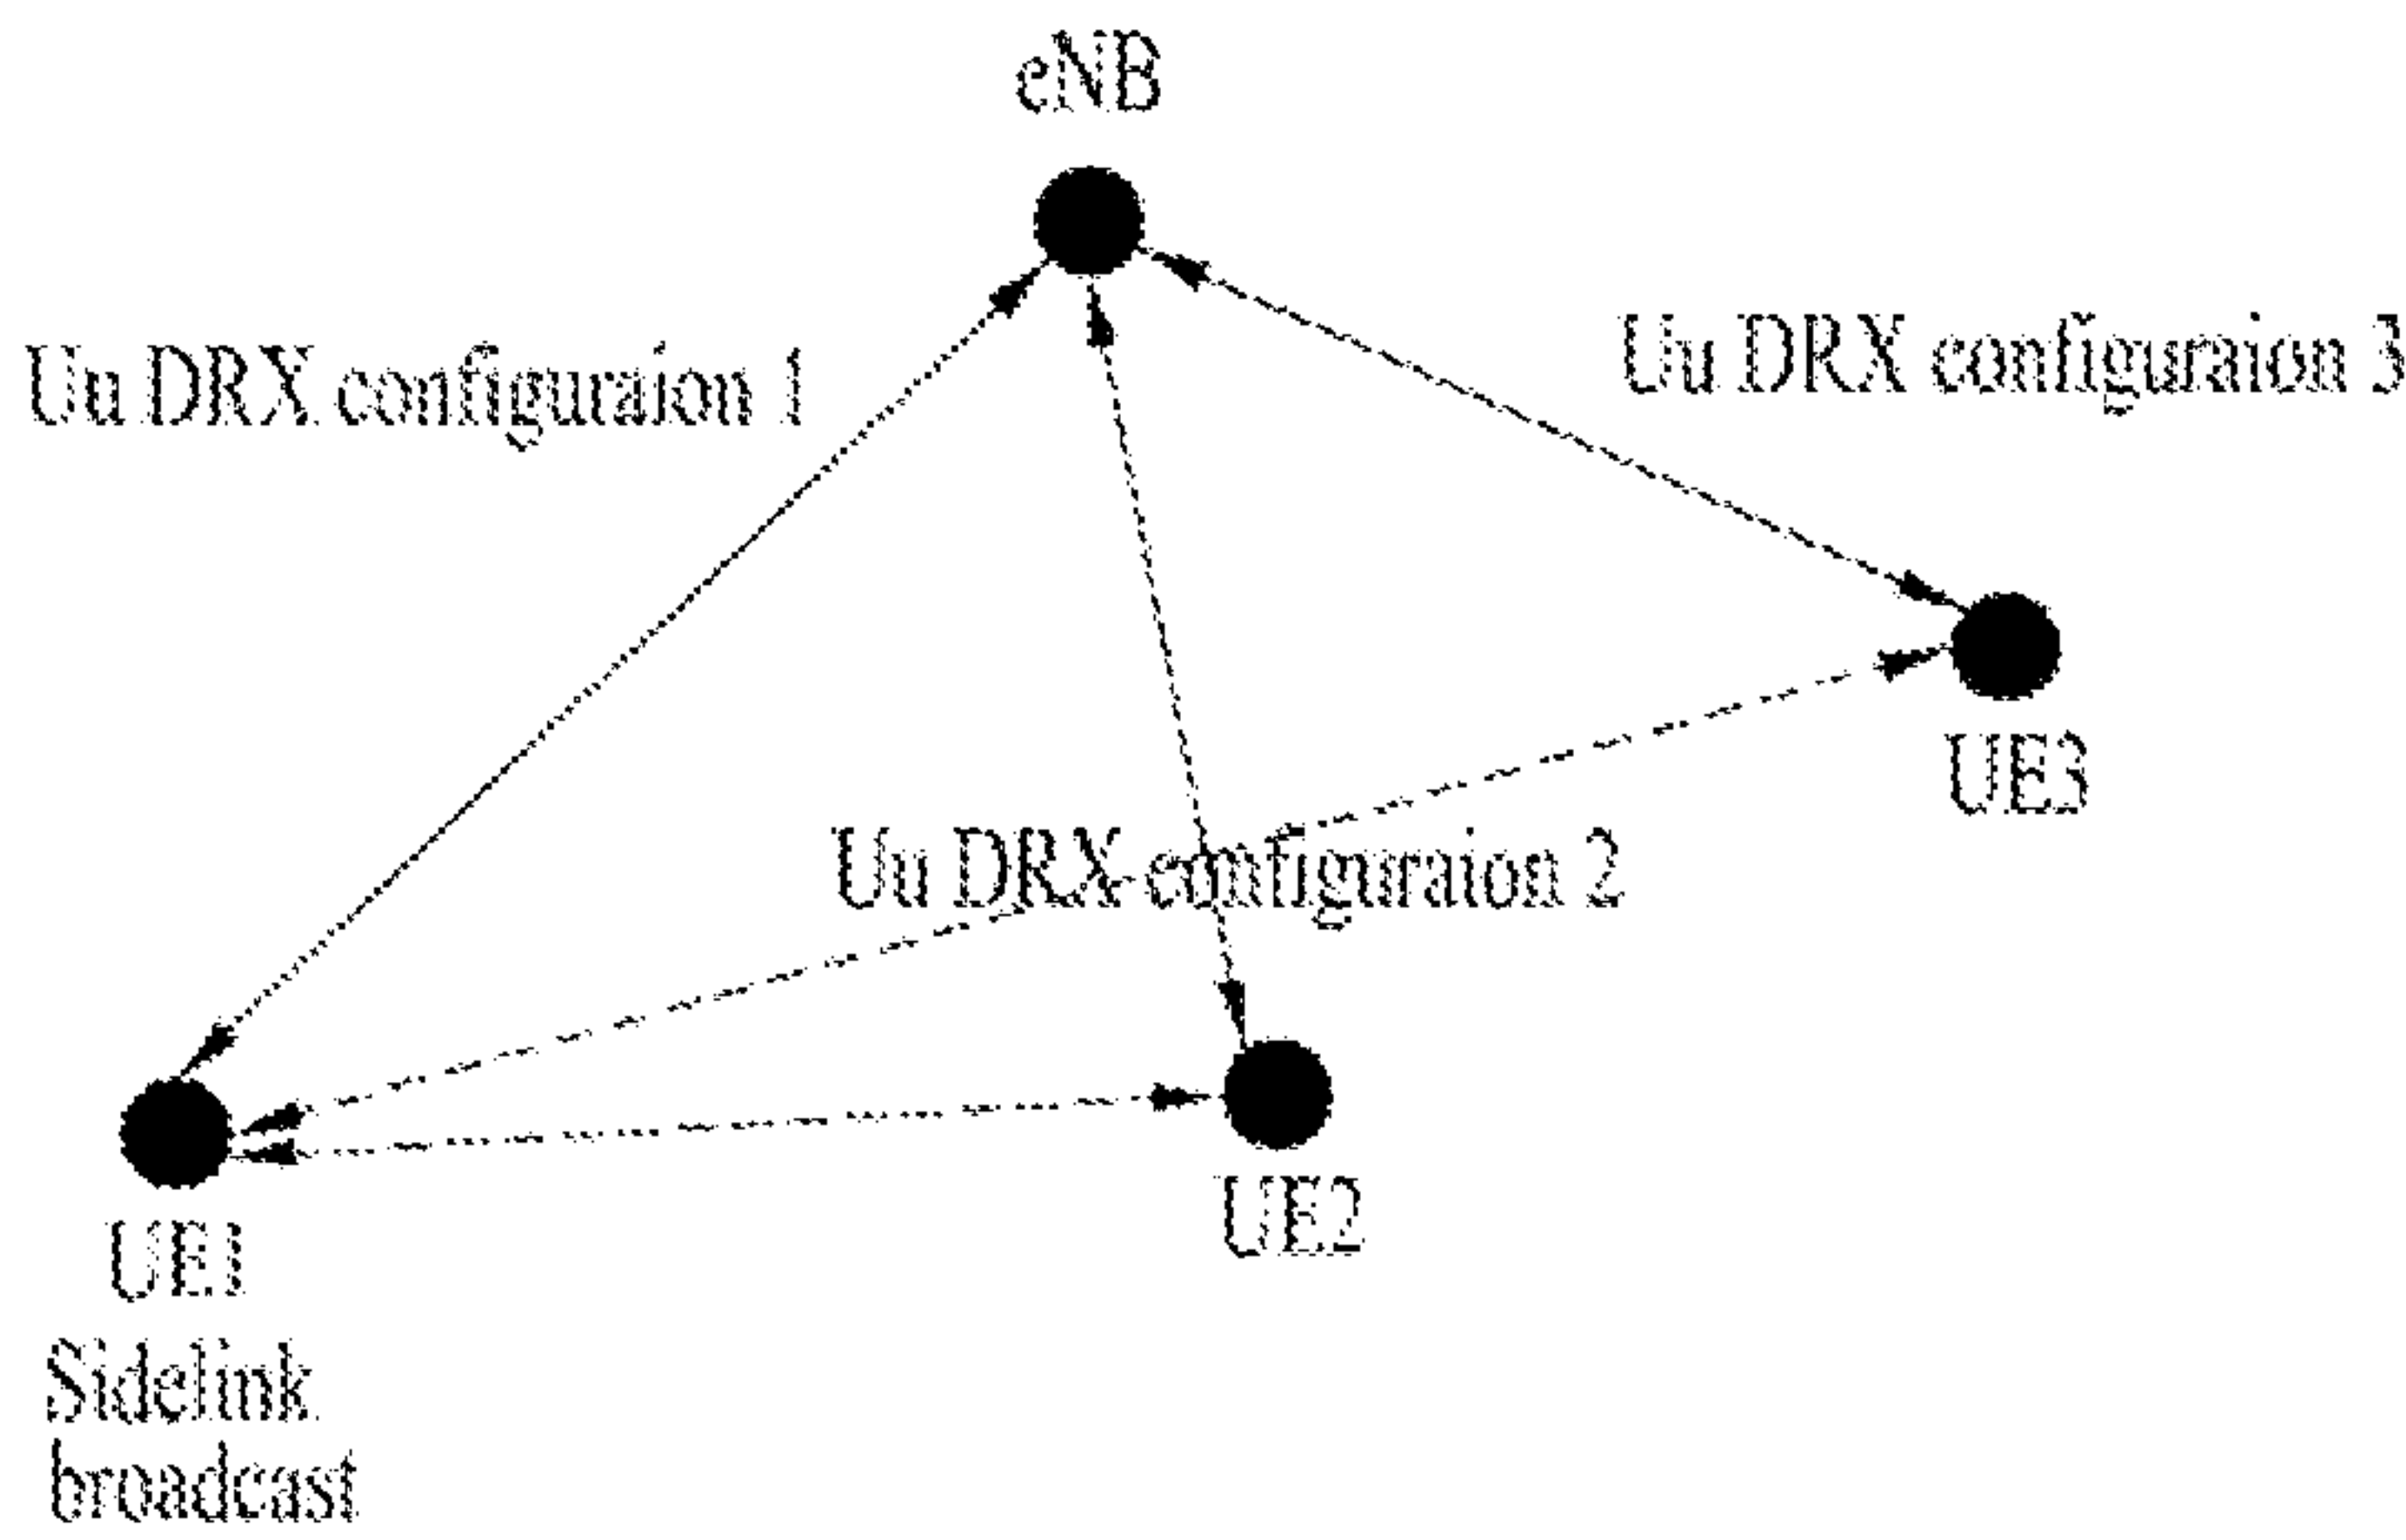 eNB
Uu DRX configuraion 1
Uu DRX configuraion 3
UE3
Uu DRX configuraion 2
UE2
UE1
Sidelink
broadcast